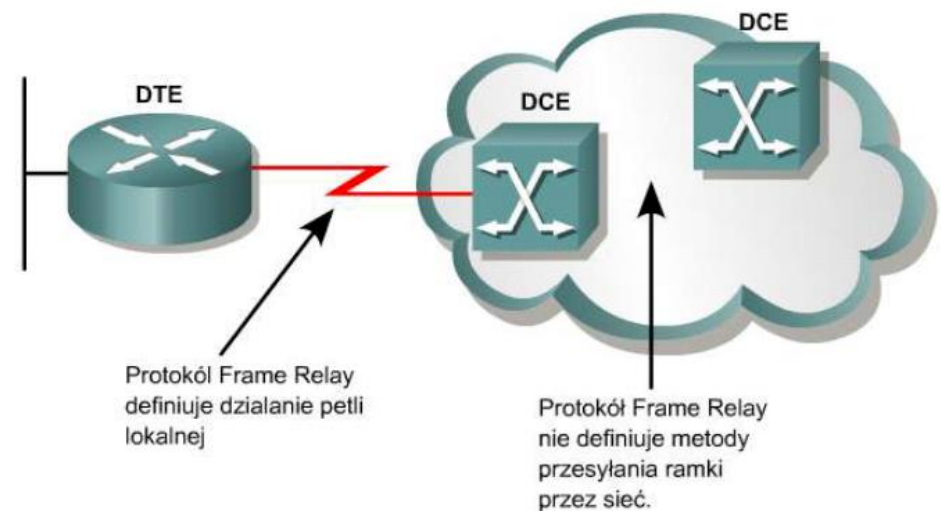 DCE
DTE
DCE
Protokól Frame Relay
definiuje dzialanie petli
lokalnej
Protokół Frame Relay
nie definiuje metody
przesyłania ramki
przez sieć.